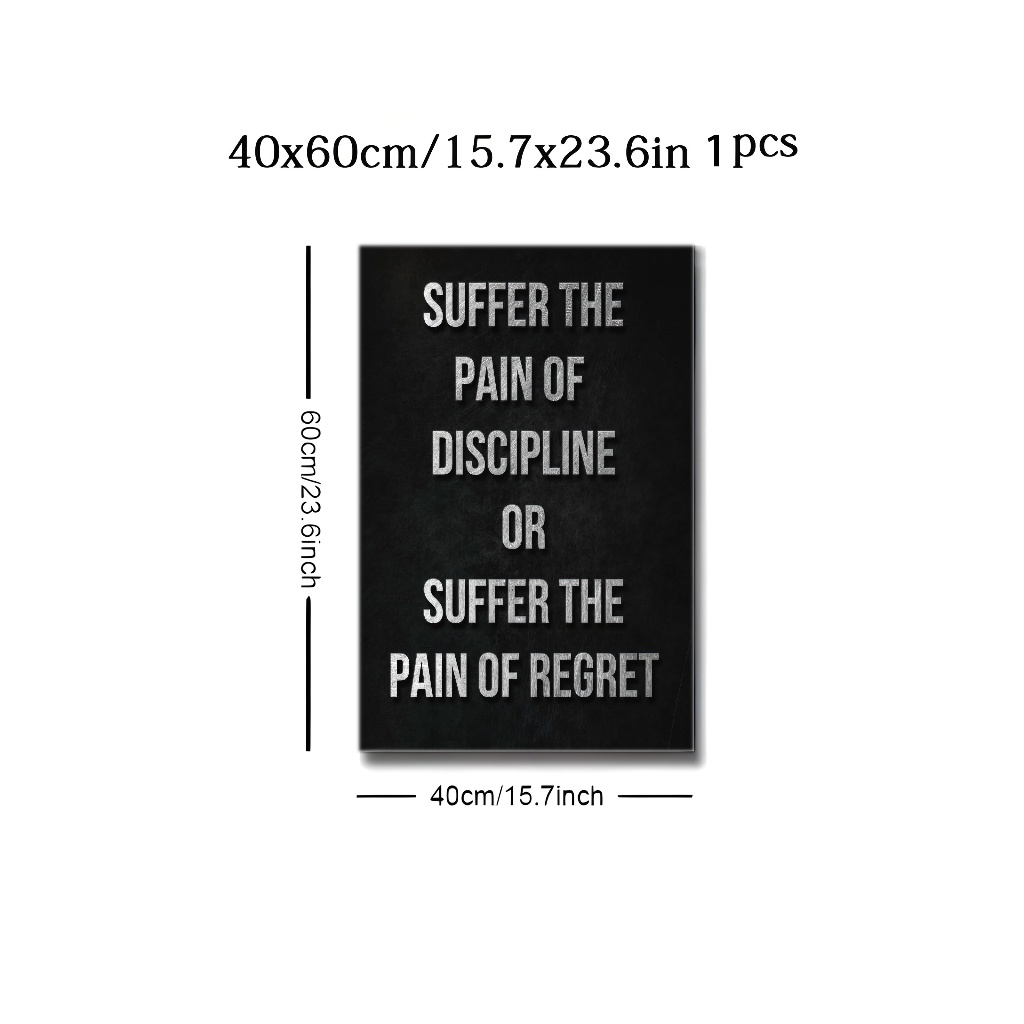 40x60cm/15.7x23.6in 1pcs
SUFFER THE
PAIN OF
DISCIPLINE
OR
SUFFER THE
PAIN OF REGRET
60cm/23.6inch
40cm/15.7inch